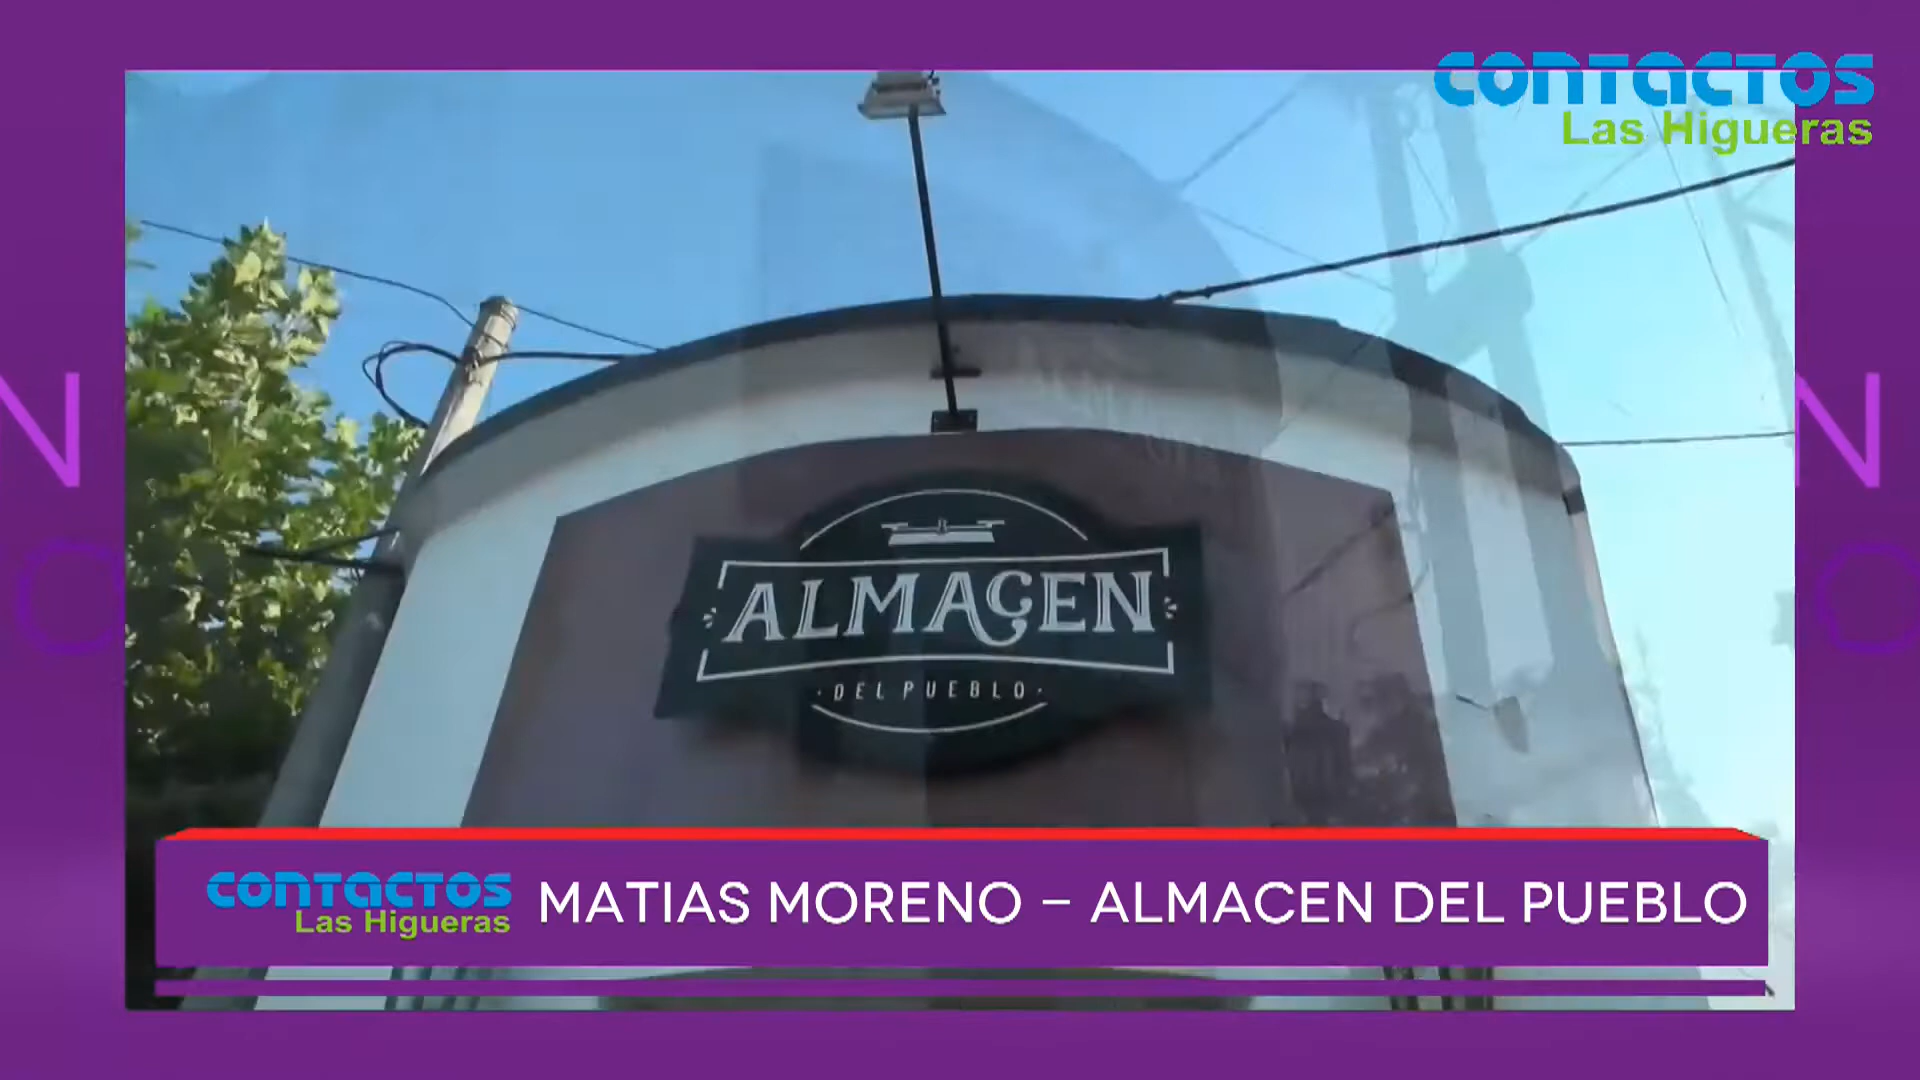 CONTACTOS
Las Higueras
ALMACEN
· DEL PUEBLO ·
CONTACTOS
Las Higueras
MATIAS MORENO – ALMACEN DEL PUEBLO